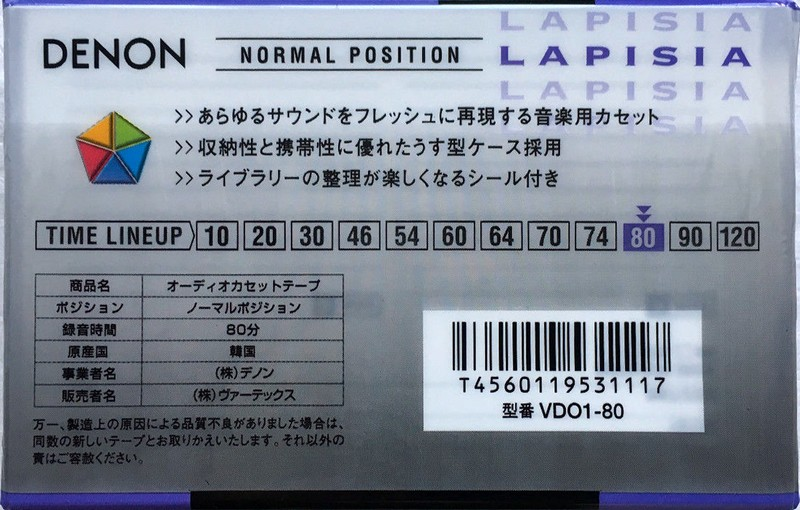 LAPISIA
DENON NORMAL POSITION LAPISIA
LAPISIA
>>あらゆるサウンドをフレッシュに再現する音楽用カセット
LAPISIA
>>収納性と携帯性に優れたうす型ケース採用
>>ライブラリーの整理が楽しくなるシール付き
TIME LINEUP 10 20 30 46 54 60 64 70 74 80 90 120
商品名 オーディオカセットテープ
ポジション ノーマルポジション
録音時間 80分
原産国 韓国
事業者名 (株)デノン
販売者名 (株)ヴァーテックス
T4560119531117
型番 VDO1-80
万一、製造上の原因による品質不良がありました場合は、
同数の新しいテープとお取りかえいたします。それ以外の
責はご容赦ください。